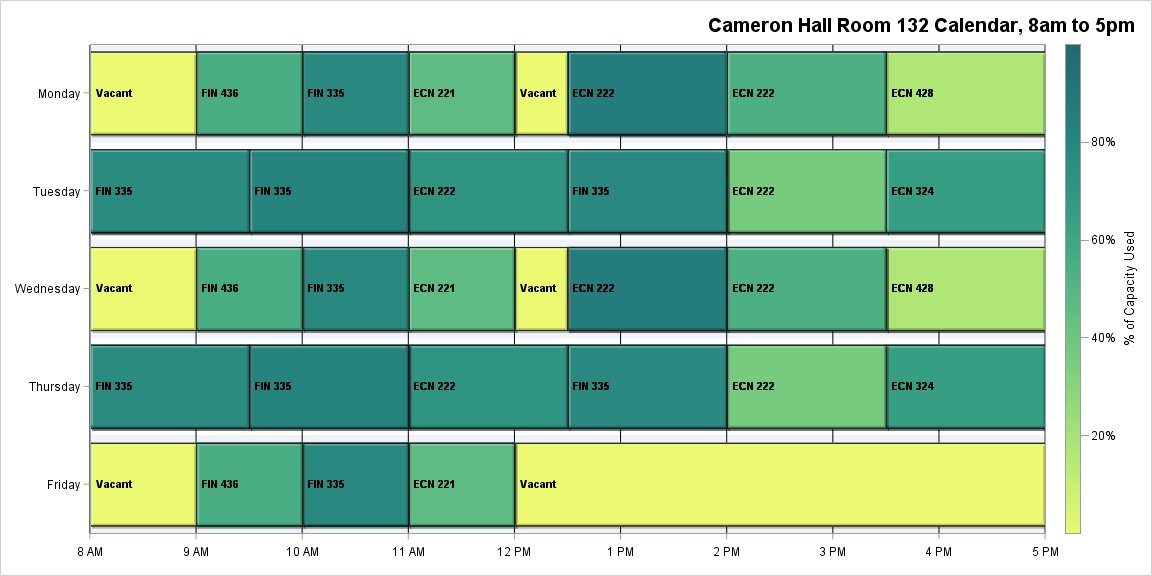 Cameron Hall Room 132 Calendar, 8am to 5pm
Monday
Vacant
FIN 436
FIN 335
ECN 221
Vacant
ECN 222
ECN 222
ECN 428
Tuesday
FIN 335
FIN 335
ECN 222
FIN 335
ECN 222
ECN 324
Wednesday
Vacant
FIN 436
FIN 335
ECN 221
Vacant
ECN 222
ECN 222
ECN 428
Thursday
FIN 335
FIN 335
ECN 222
FIN 335
ECN 222
ECN 324
Friday
Vacant
FIN 436
FIN 335
ECN 221
Vacant
8 AM
9 AM
10 AM
11 AM
12 PM
1 PM
2 PM
3 PM
4 PM
5 PM
80%
60%
40%
20%
% of Capacity Used